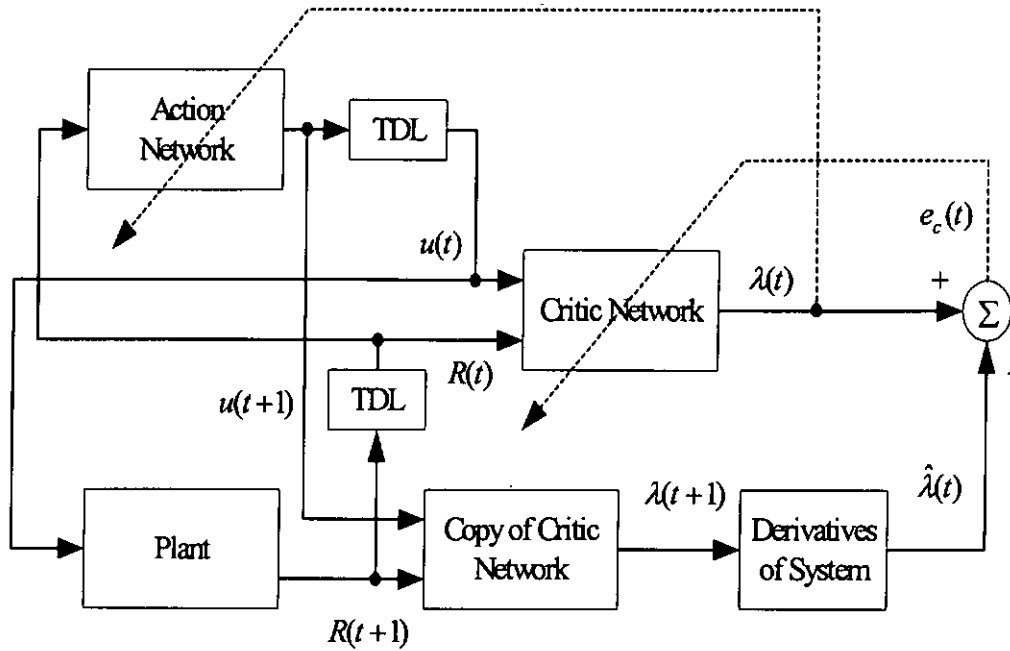 Action
Network
TDL
e_c(t)
u(t)
λ(t)
+
Critic Network
Σ
R(t)
TDL
-
u(t+1)
λ(t+1)
λ̂(t)
Plant
Copy of Critic
Network
Derivatives
of System
R(t+1)